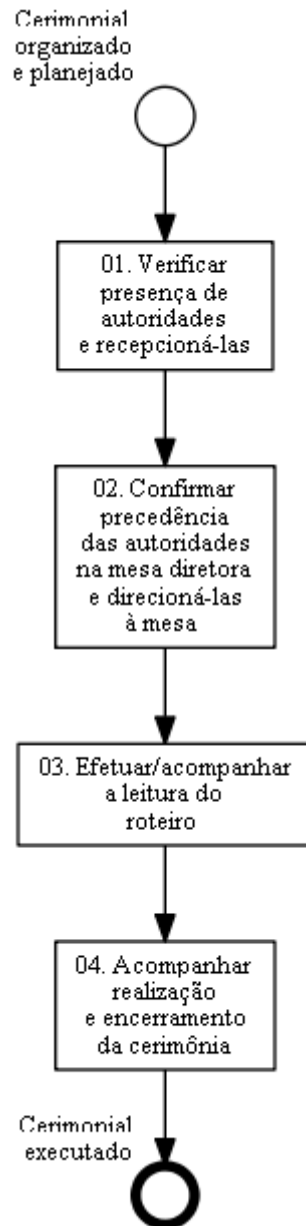 Cerimonial
organizado
e planejado
01. Verificar
presença de
autoridades
e recepcioná-las
02. Confirmar
precedência
das autoridades
na mesa diretora
e direcioná-las
à mesa
03. Efetuar/acompanhar
a leitura do
roteiro
04. Acompanhar
realização
e encerramento
da cerimônia
Cerimonial
executado